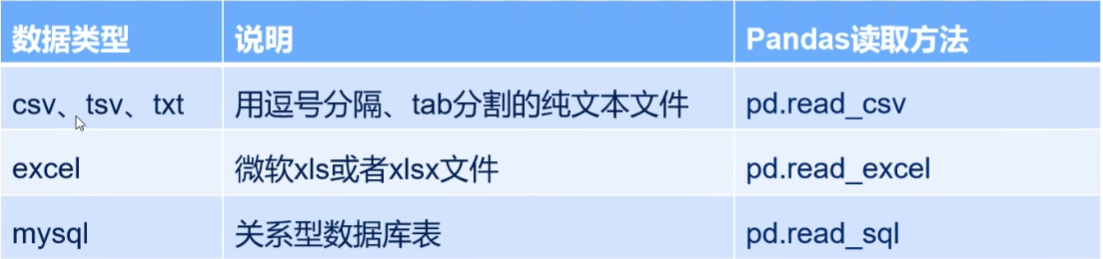 数据类型 说明 Pandas读取方法
csv、tsv、txt 用逗号分隔、tab分割的纯文本文件 pd.read_csv
excel 微软xls或者xlsx文件 pd.read_excel
mysql 关系型数据库表 pd.read_sql